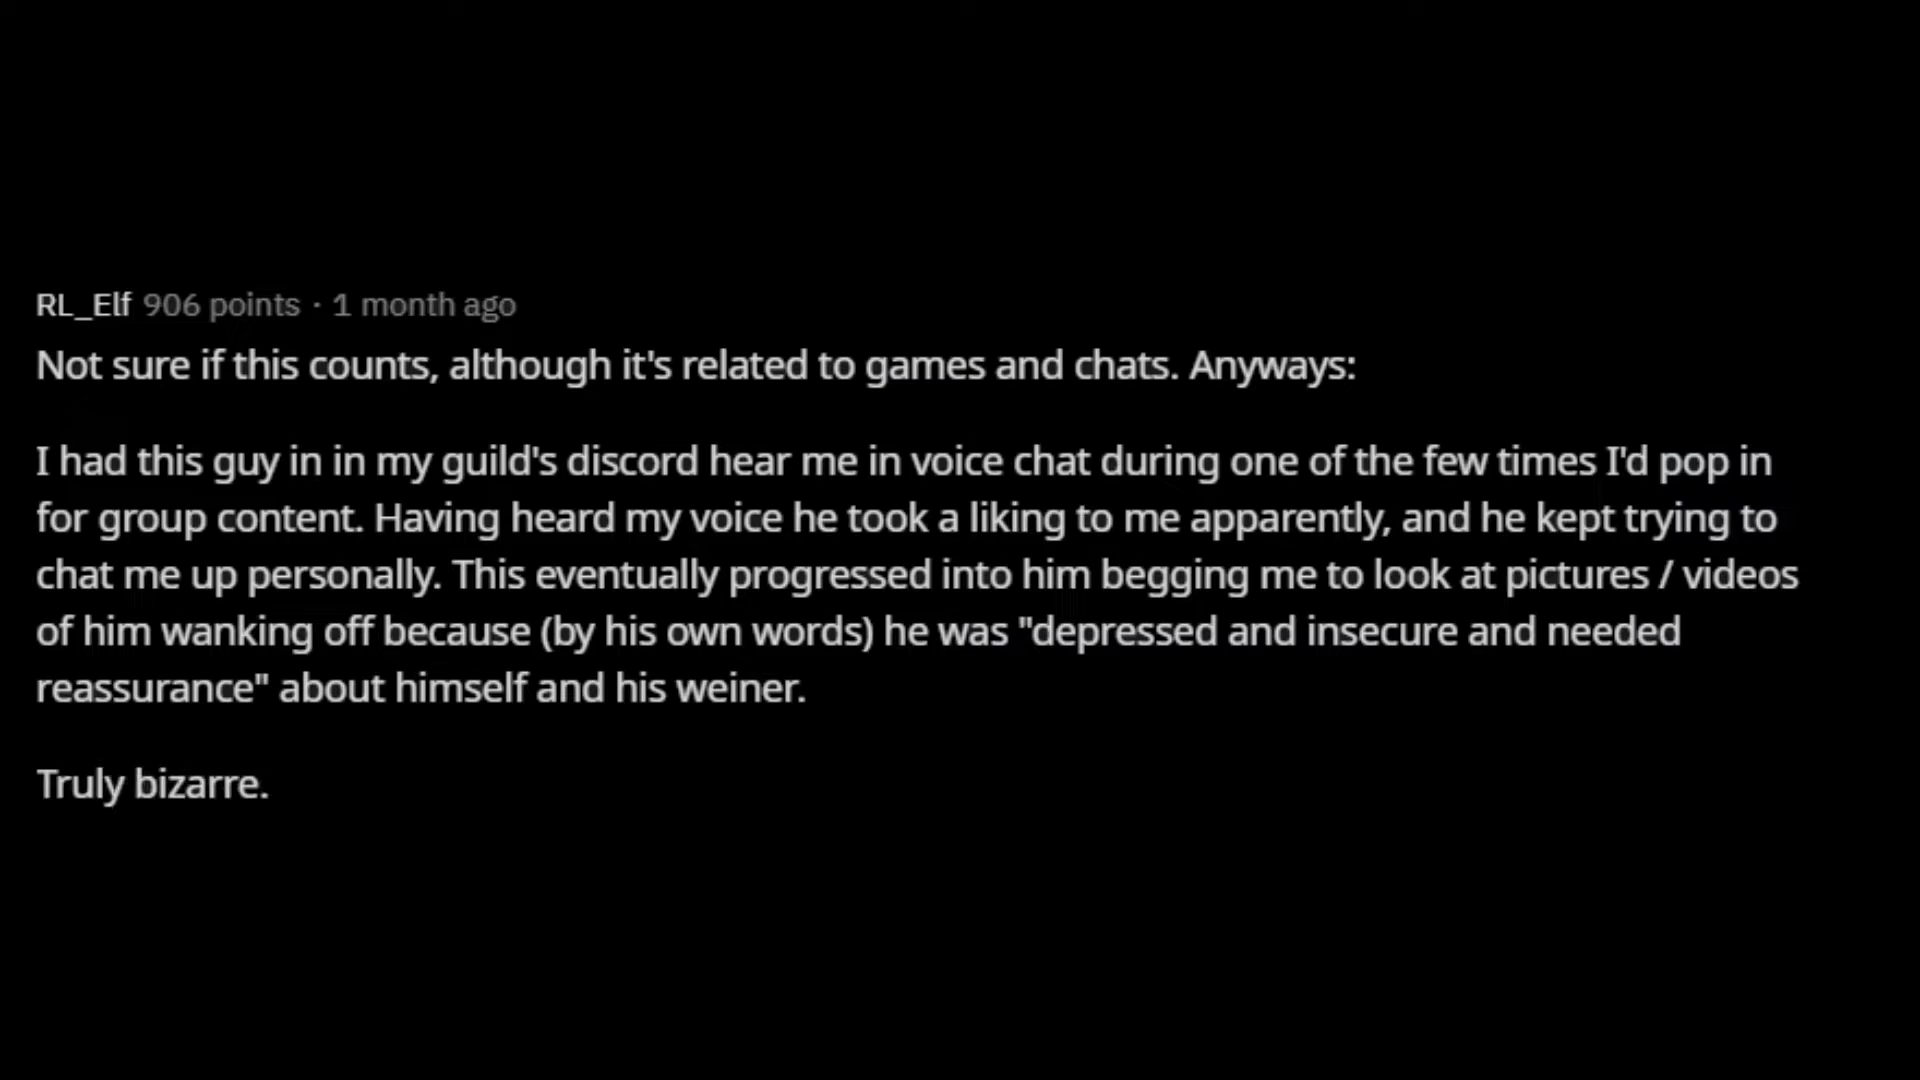 RL_Elf 906 points · 1 month ago
Not sure if this counts, although it's related to games and chats. Anyways:
I had this guy in in my guild's discord hear me in voice chat during one of the few times I'd pop in
for group content. Having heard my voice he took a liking to me apparently, and he kept trying to
chat me up personally. This eventually progressed into him begging me to look at pictures / videos
of him wanking off because (by his own words) he was "depressed and insecure and needed
reassurance" about himself and his weiner.
Truly bizarre.